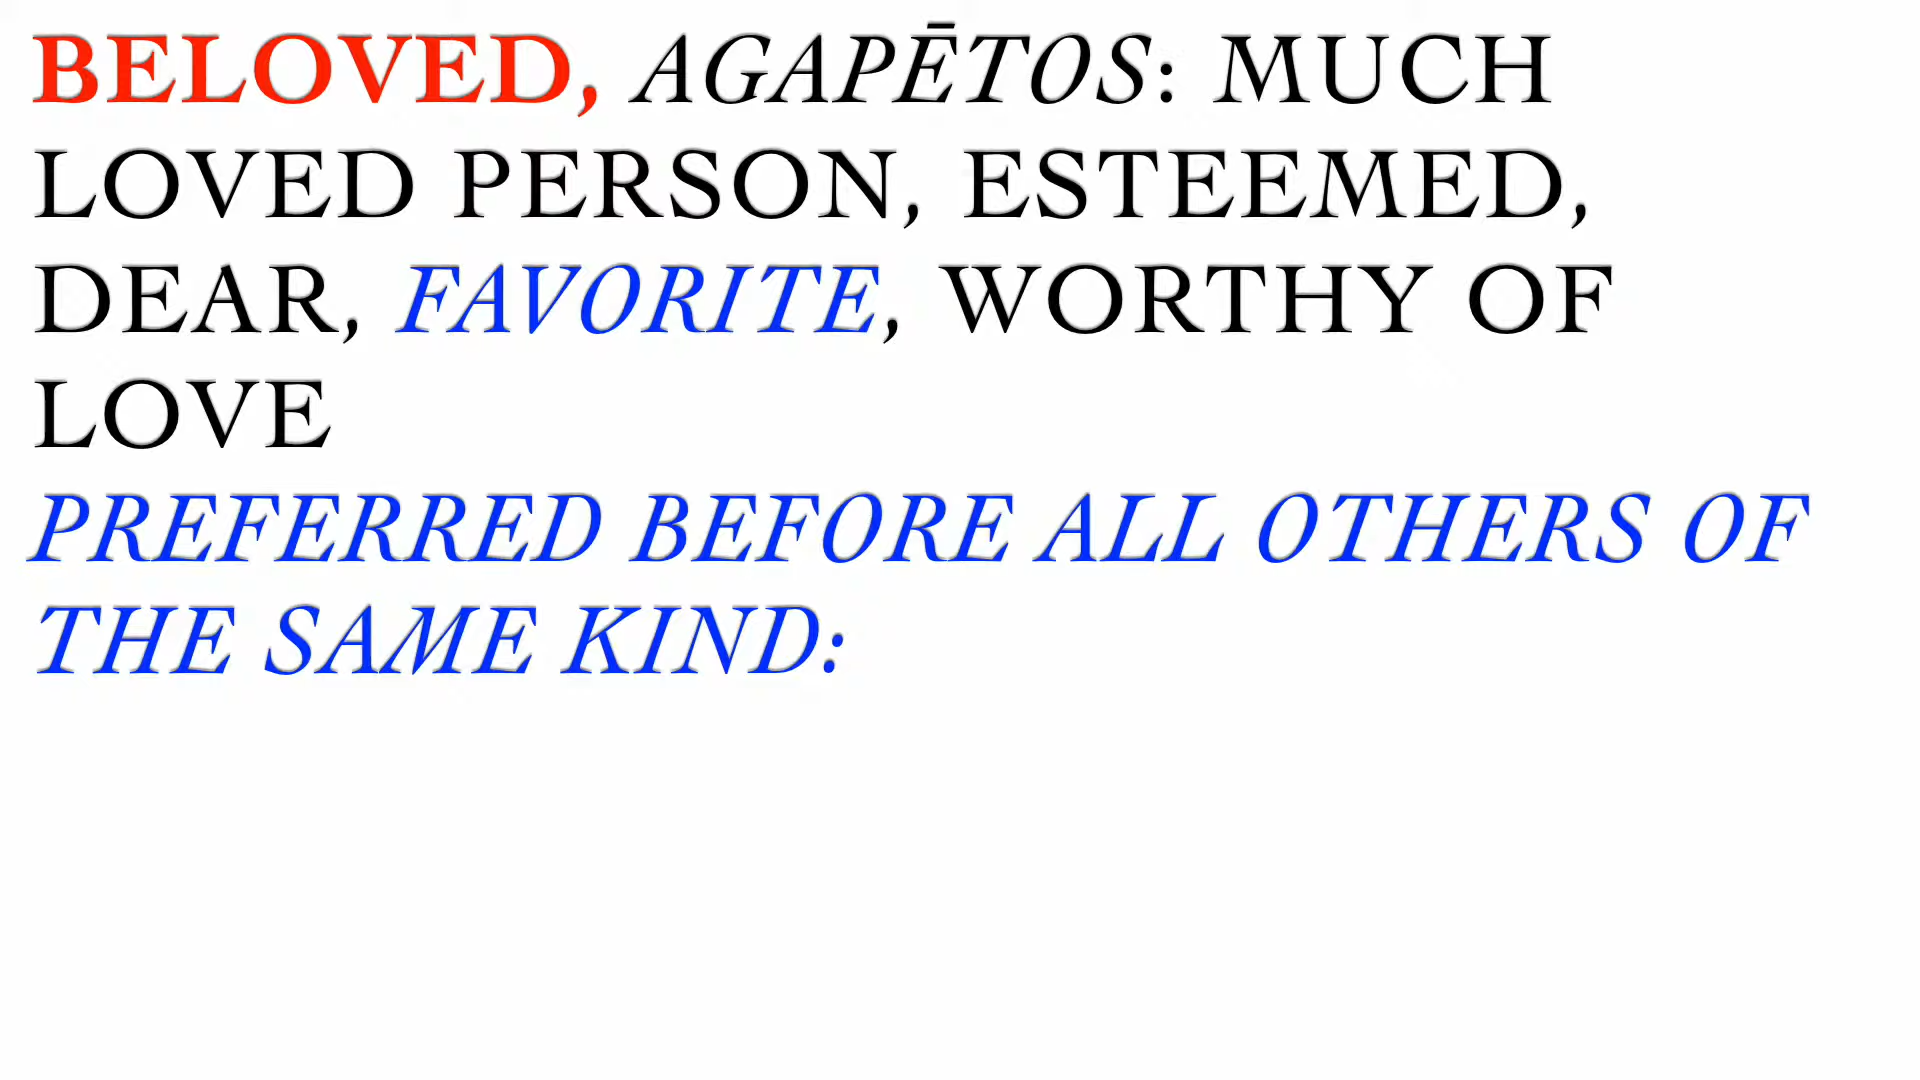 BELOVED, AGAPĒTOS: MUCH
LOVED PERSON, ESTEEMED,
DEAR, FAVORITE, WORTHY OF
LOVE
PREFERRED BEFORE ALL OTHERS OF
THE SAME KIND: